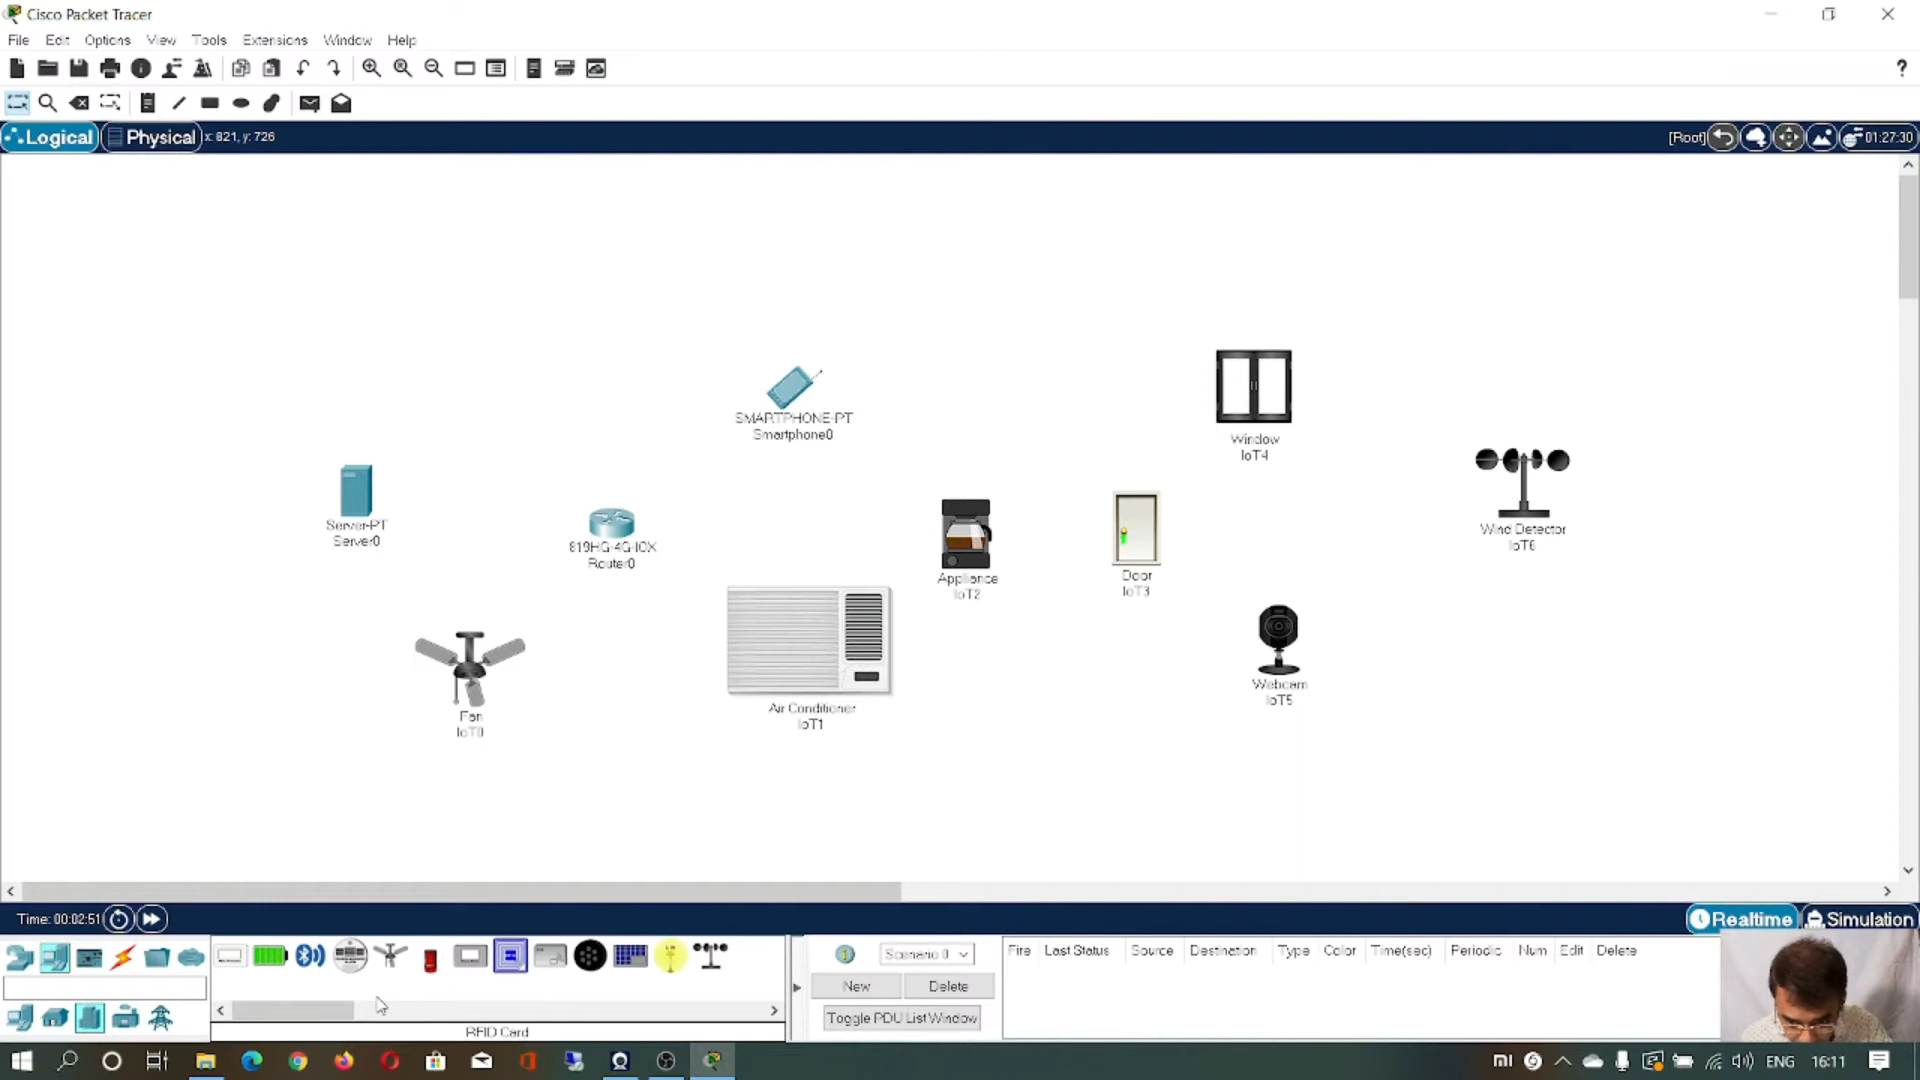 Cisco Packet Tracer
File Edit Options View Tools Extensions Window Help
?
Logical Physical x: 821, y: 726 [Root] 01:27:30
SMARTPHONE-PT
Smartphone0
Window
IoT4
Server-PT
Server0
819HG-4G-IOX
Router0
Wind Detector
IoT6
Appliance
IoT2
Door
IoT3
Webcam
IoT5
Air Conditioner
IoT1
Fan
IoT0
Time: 00:02:51 Realtime Simulation
Scenario 0
New Delete
Toggle PDU List Window
Fire Last Status Source Destination Type Color Time(sec) Periodic Num Edit Delete
RFID Card
ENG 16:11